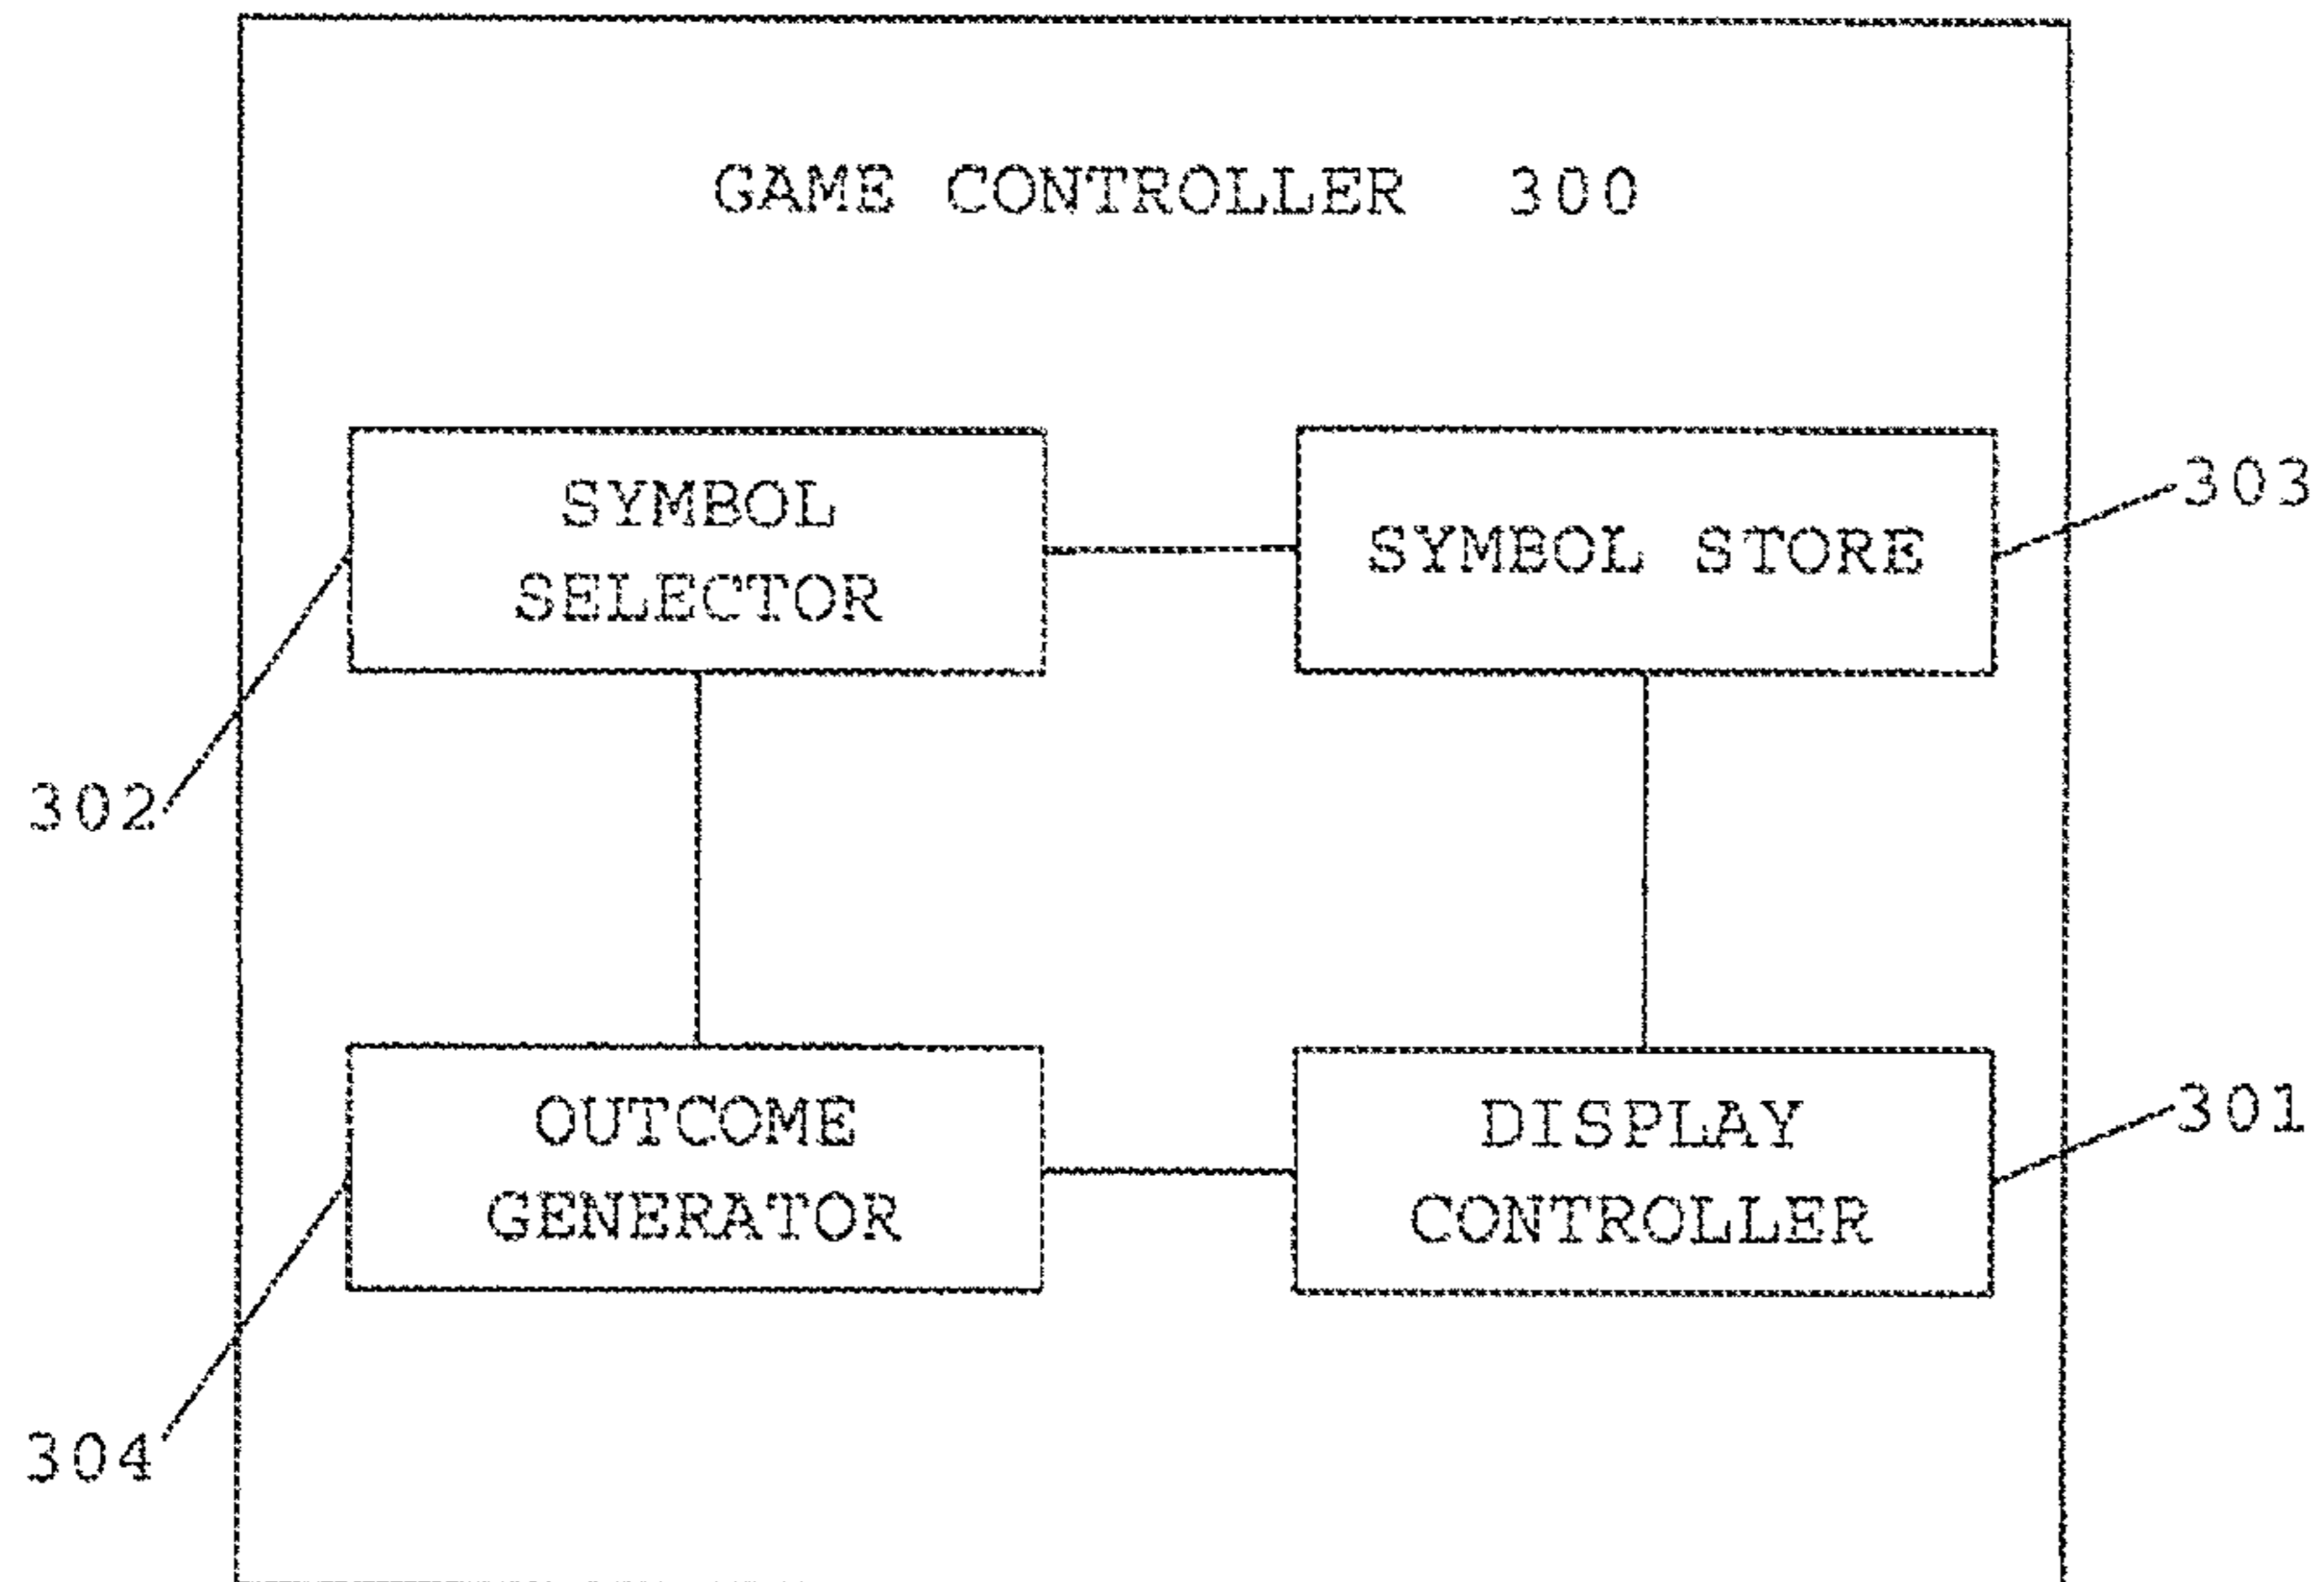 GAME CONTROLLER 300
SYMBOL
SELECTOR
SYMBOL STORE
303
302
OUTCOME
GENERATOR
DISPLAY
CONTROLLER
301
304